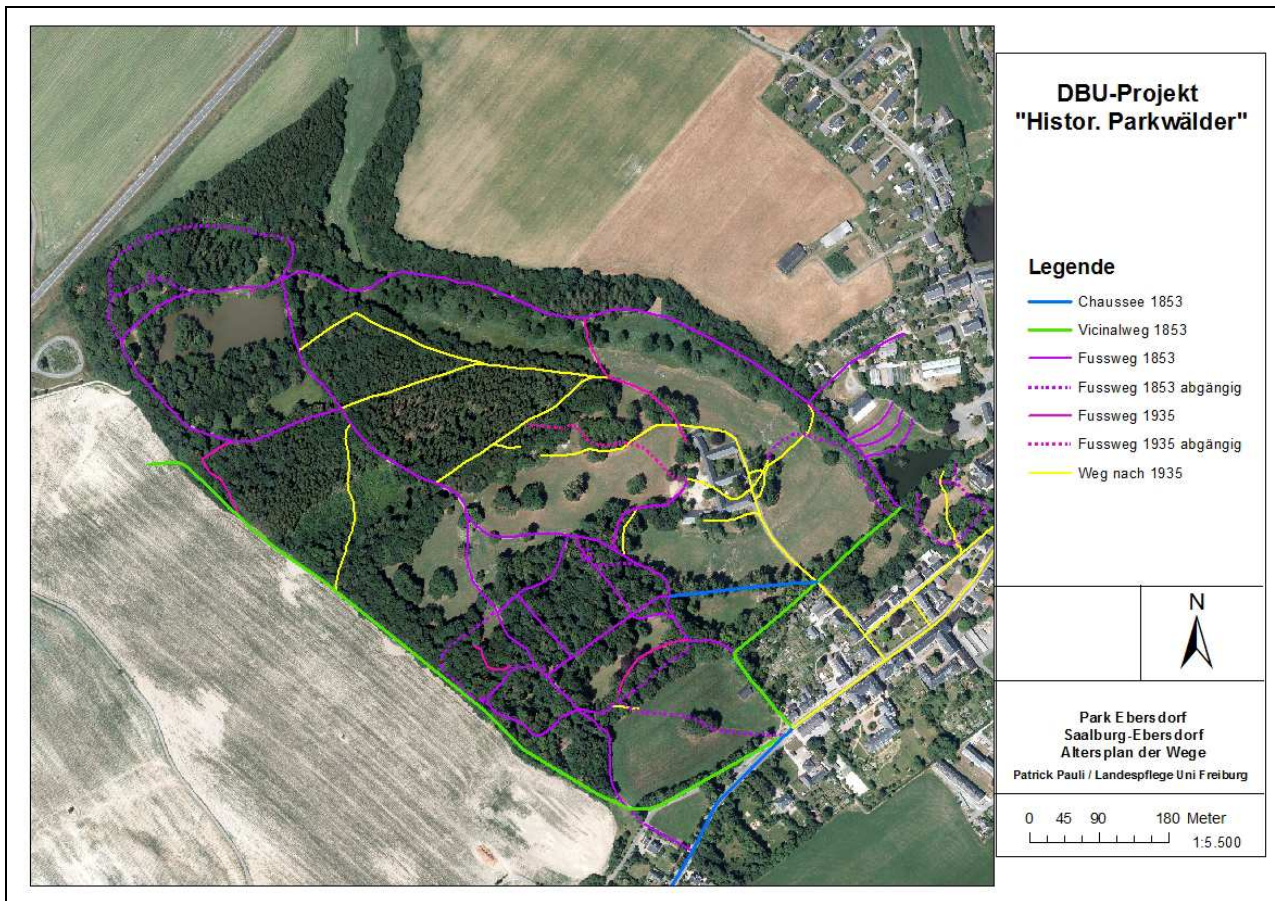 DBU-Projekt
"Histor. Parkwälder"
Legende
Chaussee 1853
Vicinalweg 1853
Fussweg 1853
Fussweg 1853 abgängig
Fussweg 1935
Fussweg 1935 abgängig
Weg nach 1935
N
Park Ebersdorf
Saalburg-Ebersdorf
Altersplan der Wege
Patrick Pauli / Landespflege Uni Freiburg
0 45 90 180 Meter
1:5.500